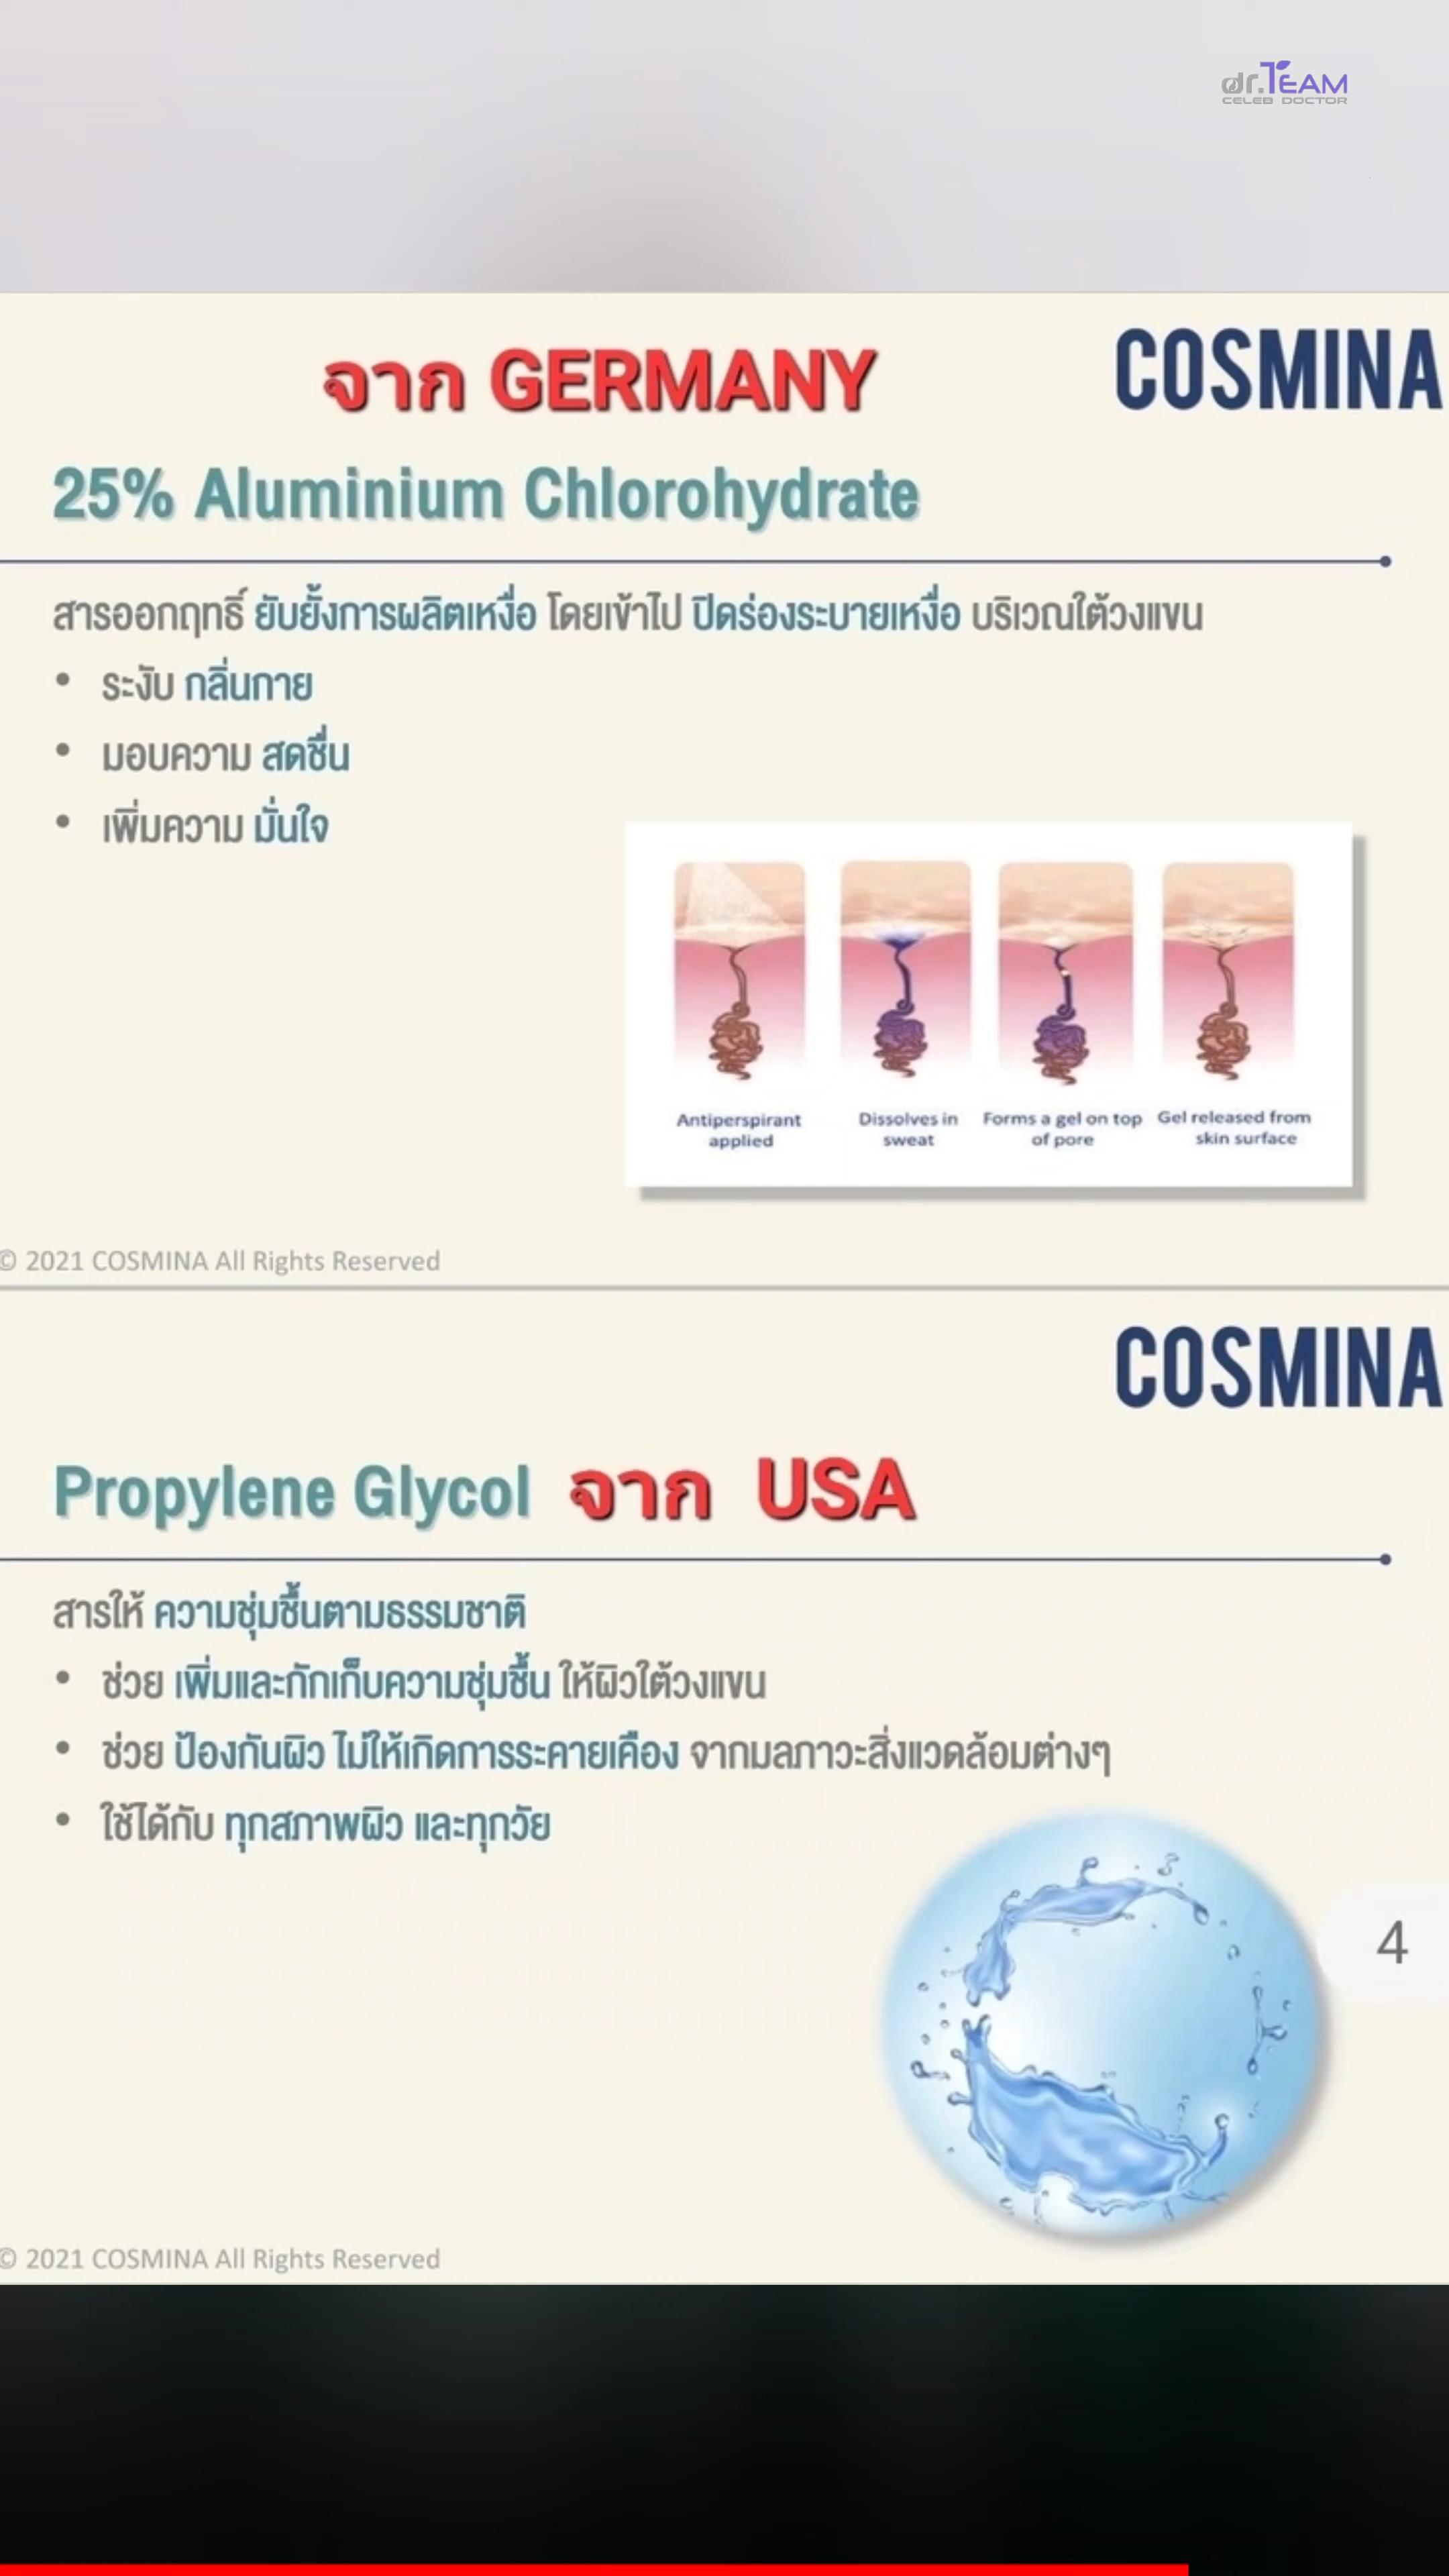 dr.TEAM
CELEB DOCTOR
จาก GERMANY
COSMINA
25% Aluminium Chlorohydrate
สารออกฤทธิ์ ยับยั้งการผลิตเหงื่อ โดยเข้าไป ปิดร่องระบายเหงื่อ บริเวณใต้วงแขน
• ระงับ กลิ่นกาย
• มอบความ สดชื่น
• เพิ่มความ มั่นใจ
Antiperspirant applied
Dissolves in sweat
Forms a gel on top of pore
Gel released from skin surface
© 2021 COSMINA All Rights Reserved
COSMINA
Propylene Glycol จาก USA
สารให้ ความชุ่มชื้นตามธรรมชาติ
• ช่วย เพิ่มและกักเก็บความชุ่มชื้น ให้ผิวใต้วงแขน
• ช่วย ป้องกันผิว ไม่ให้เกิดการระคายเคือง จากมลภาวะสิ่งแวดล้อมต่างๆ
• ใช้ได้กับ ทุกสภาพผิว และทุกวัย
4
© 2021 COSMINA All Rights Reserved